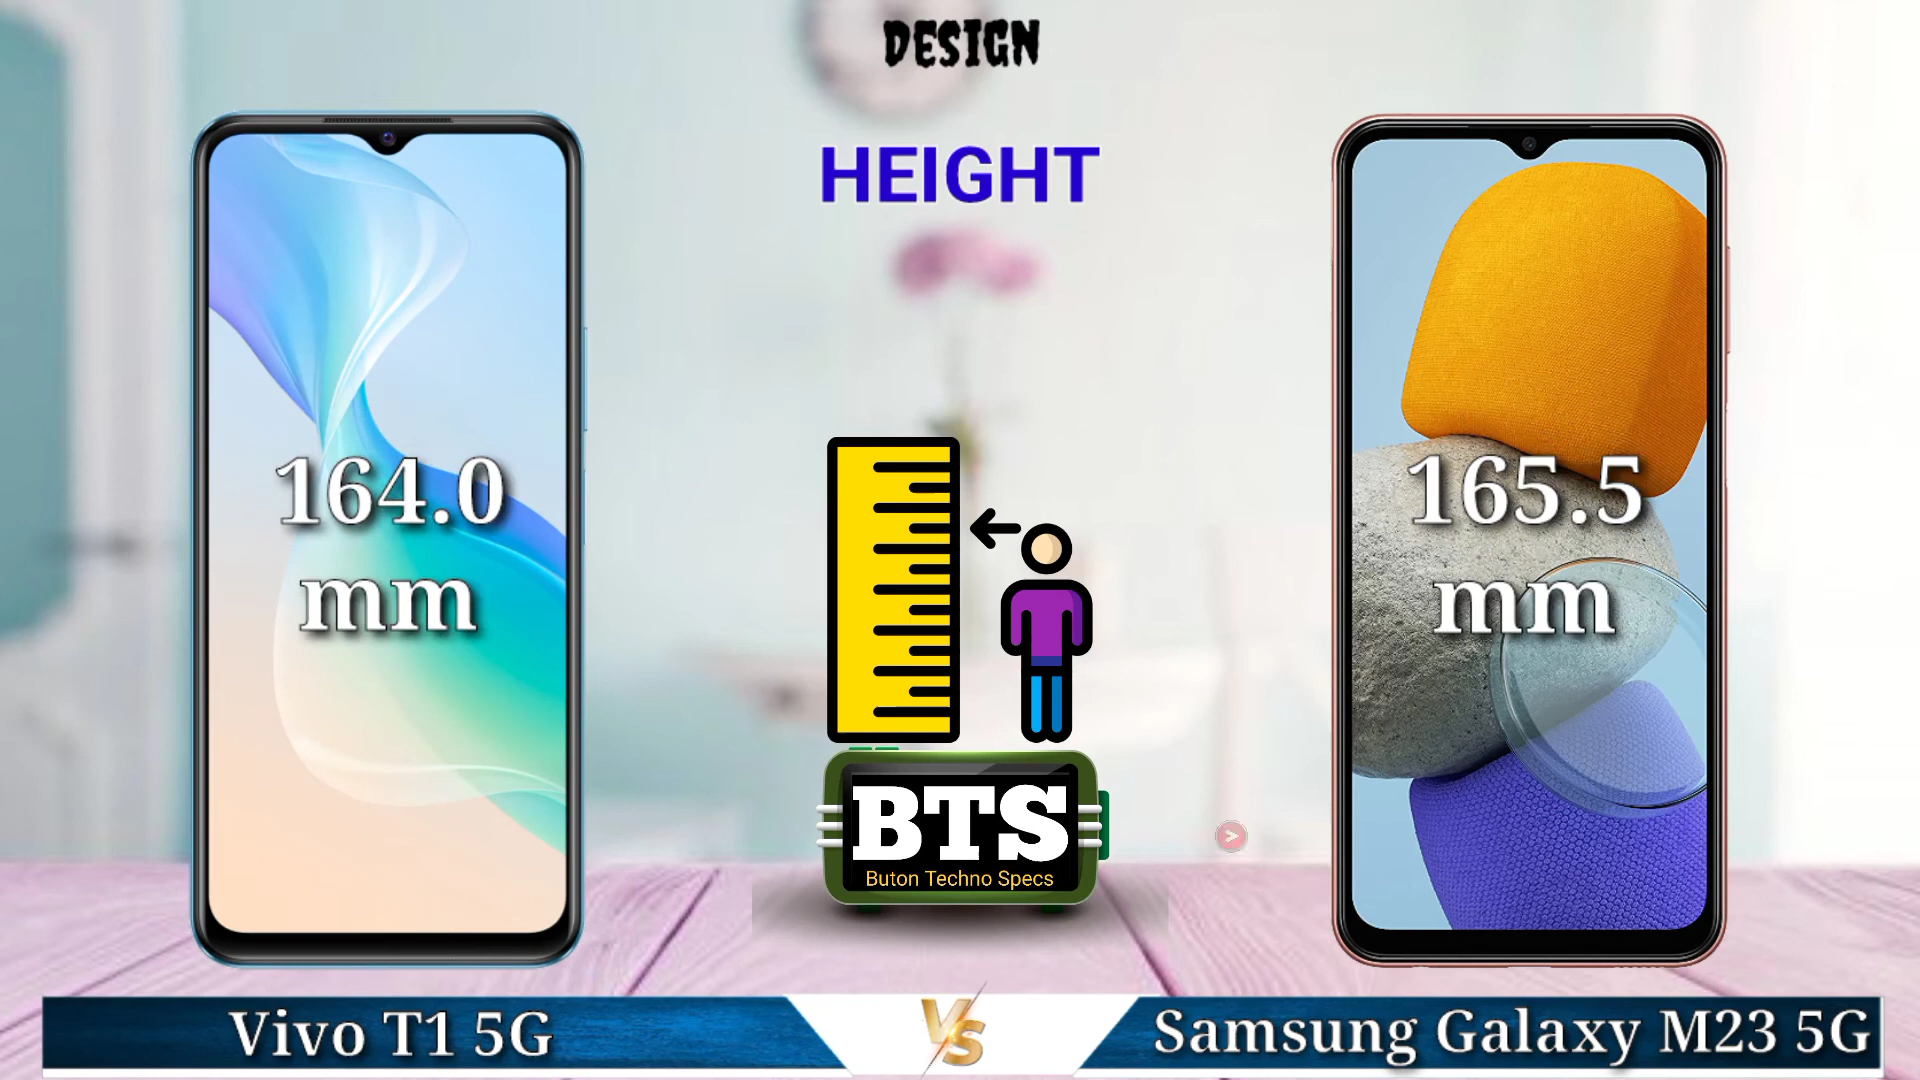 DESIGN
HEIGHT
164.0
mm
165.5
mm
BTS
Buton Techno Specs
Vivo T1 5G
VS
Samsung Galaxy M23 5G